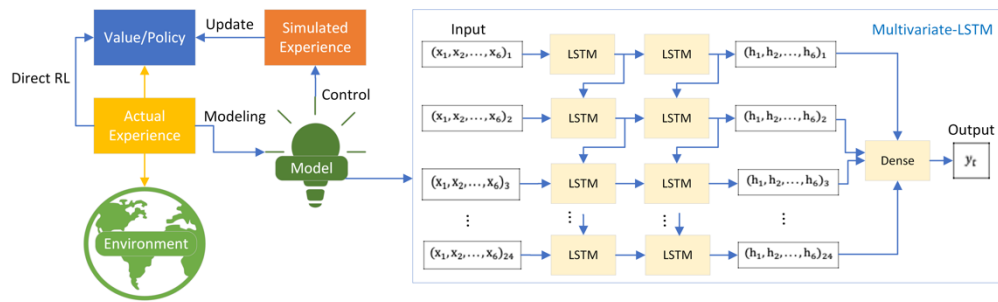 Value/Policy
Update
Simulated
Experience
Direct RL
Actual
Experience
Modeling
Control
Model
Environment
Multivariate-LSTM
Input
(x₁, x₂, ..., x₆)₁
LSTM
LSTM
(h₁, h₂, ..., h₆)₁
(x₁, x₂, ..., x₆)₂
LSTM
LSTM
(h₁, h₂, ..., h₆)₂
(x₁, x₂, ..., x₆)₃
LSTM
LSTM
(h₁, h₂, ..., h₆)₃
⋮
...
...
⋮
(x₁, x₂, ..., x₆)₂₄
LSTM
LSTM
(h₁, h₂, ..., h₆)₂₄
Dense
Output
yₜ